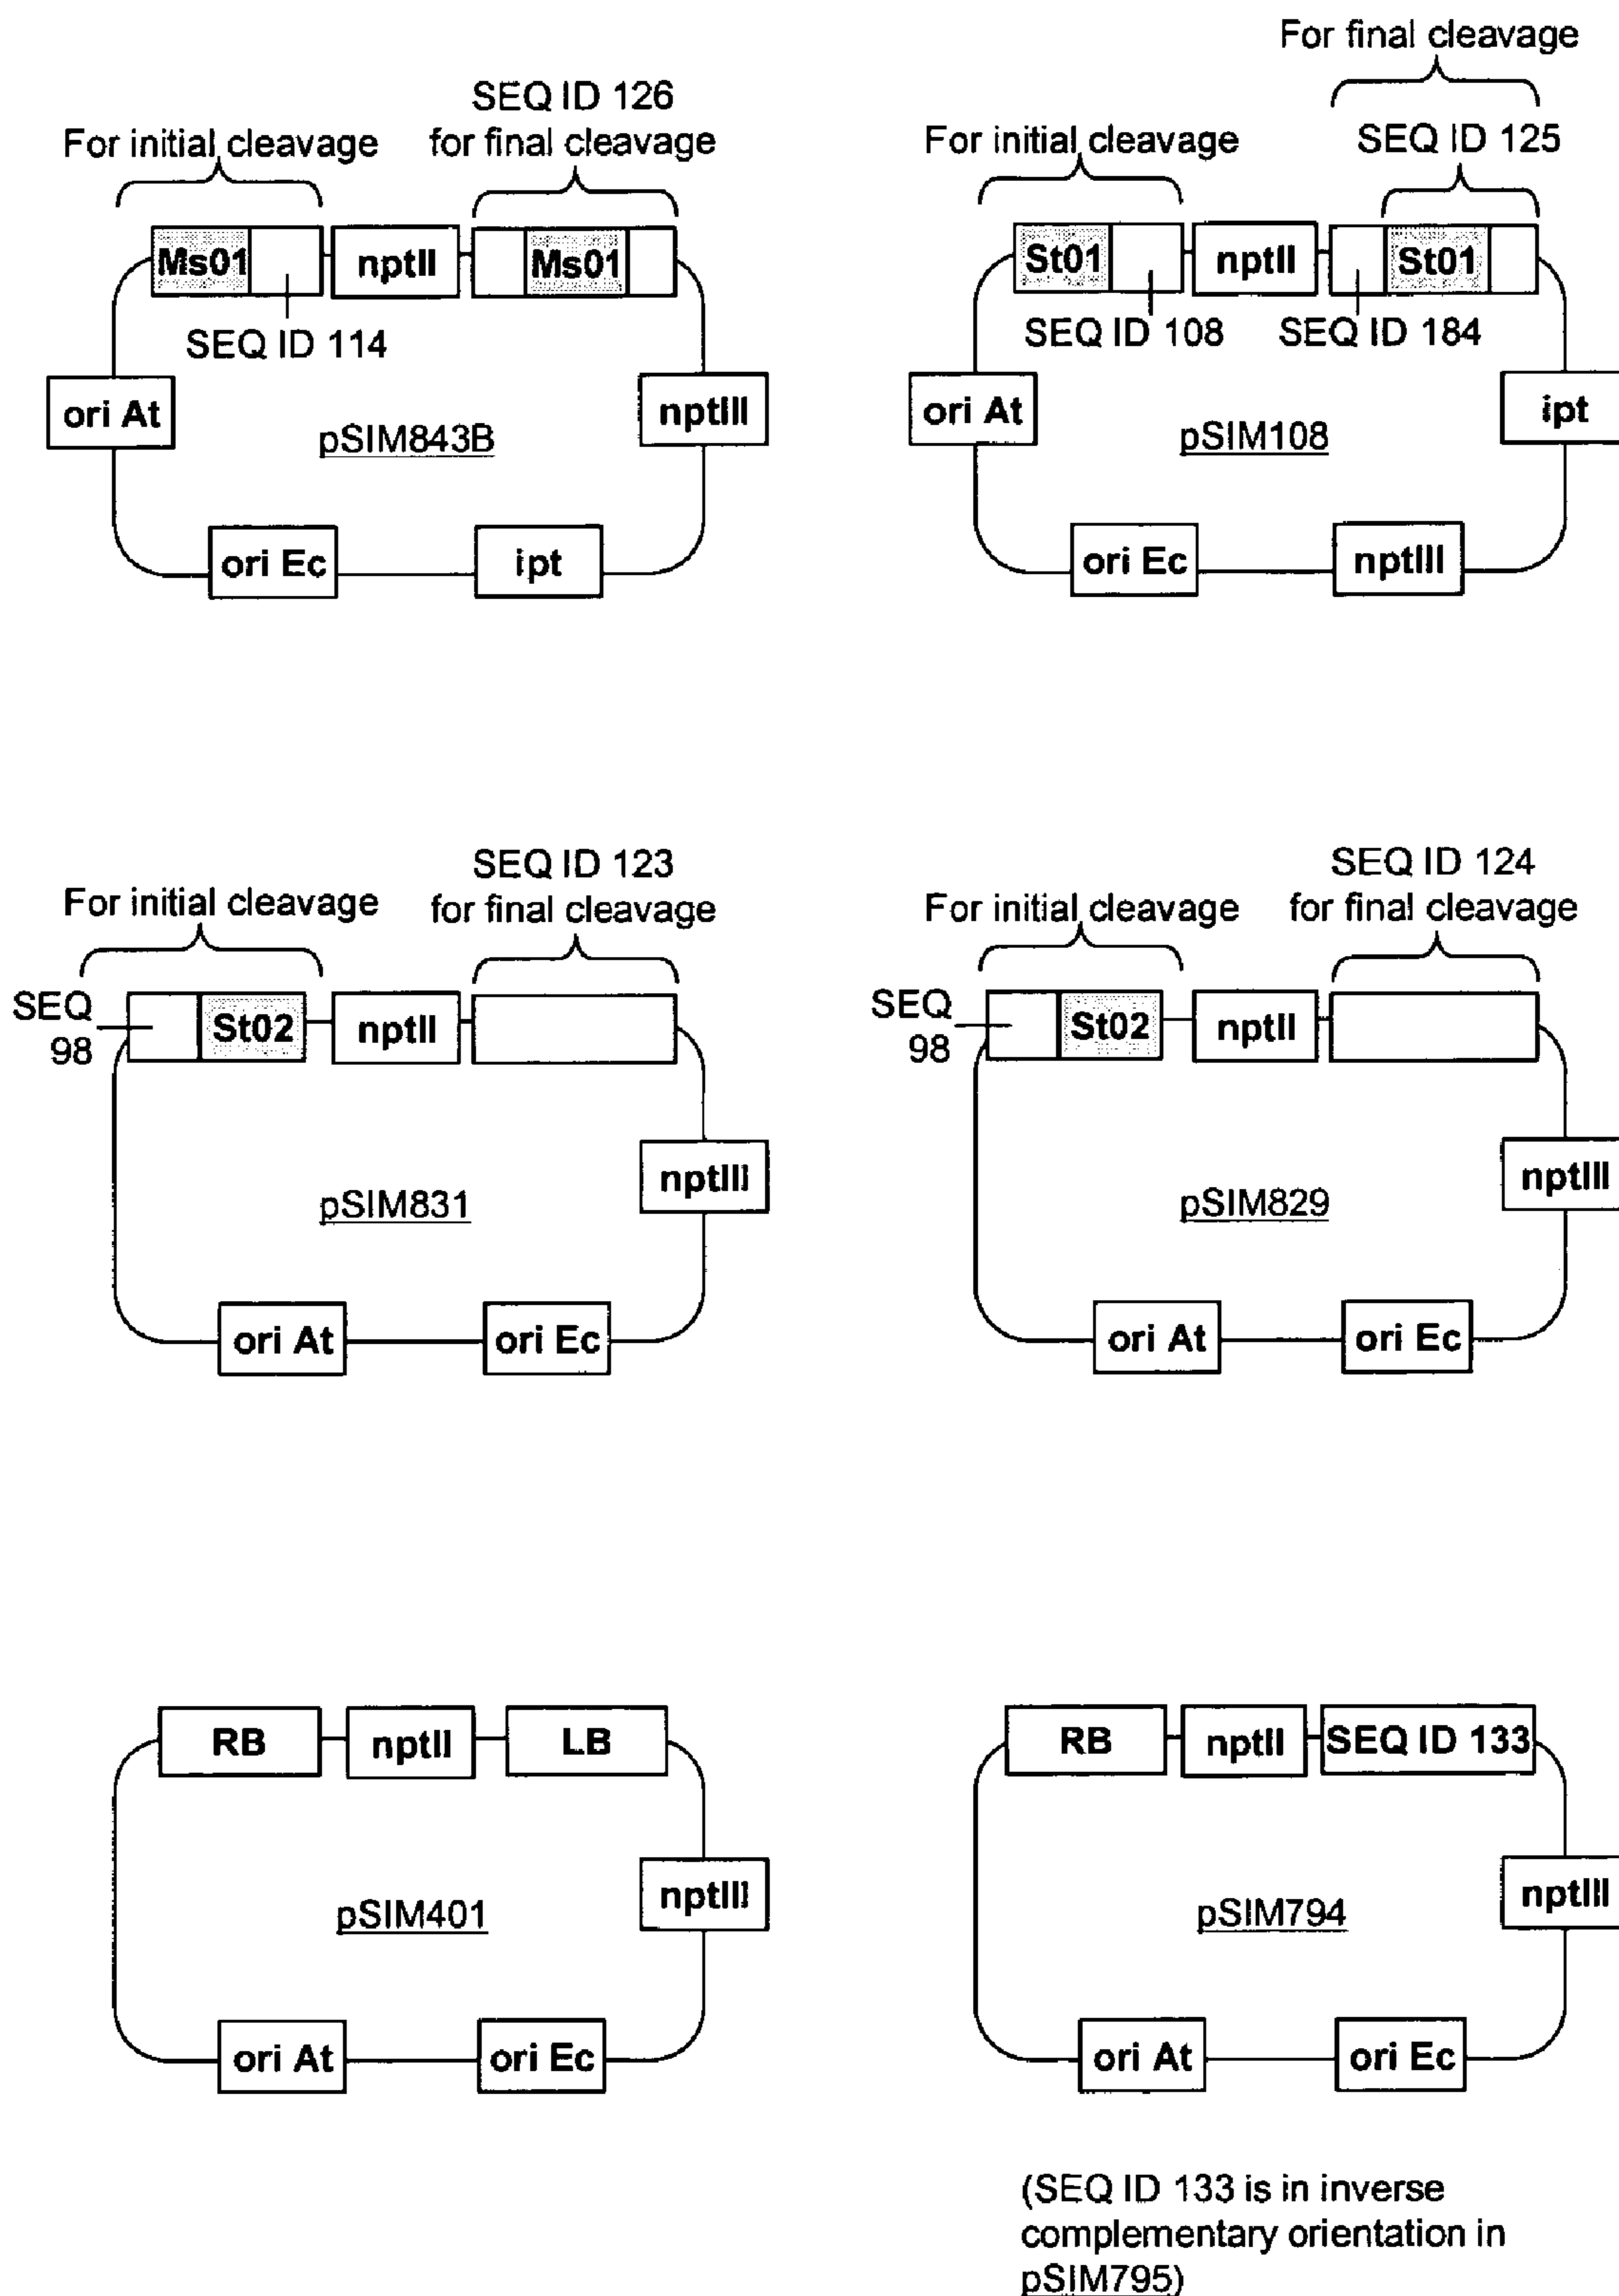 For final cleavage
SEQ ID 126
For initial cleavage
for final cleavage
For initial cleavage
SEQ ID 125
Ms01
nptII
Ms01
St01
nptII
St01
SEQ ID 114
SEQ ID 108
SEQ ID 184
ori At
nptIII
pSIM843B
ori At
ipt
pSIM108
ori Ec
ipt
ori Ec
nptIII
SEQ ID 123
for final cleavage
For initial cleavage
SEQ ID 124
for final cleavage
For initial cleavage
SEQ
98
St02
nptII
SEQ
98
St02
nptII
nptIII
pSIM831
nptIII
pSIM829
ori At
ori Ec
ori At
ori Ec
RB
nptII
LB
RB
nptII
SEQ ID 133
nptIII
pSIM401
nptIII
pSIM794
ori At
ori Ec
ori At
ori Ec
(SEQ ID 133 is in inverse
complementary orientation in
pSIM795)